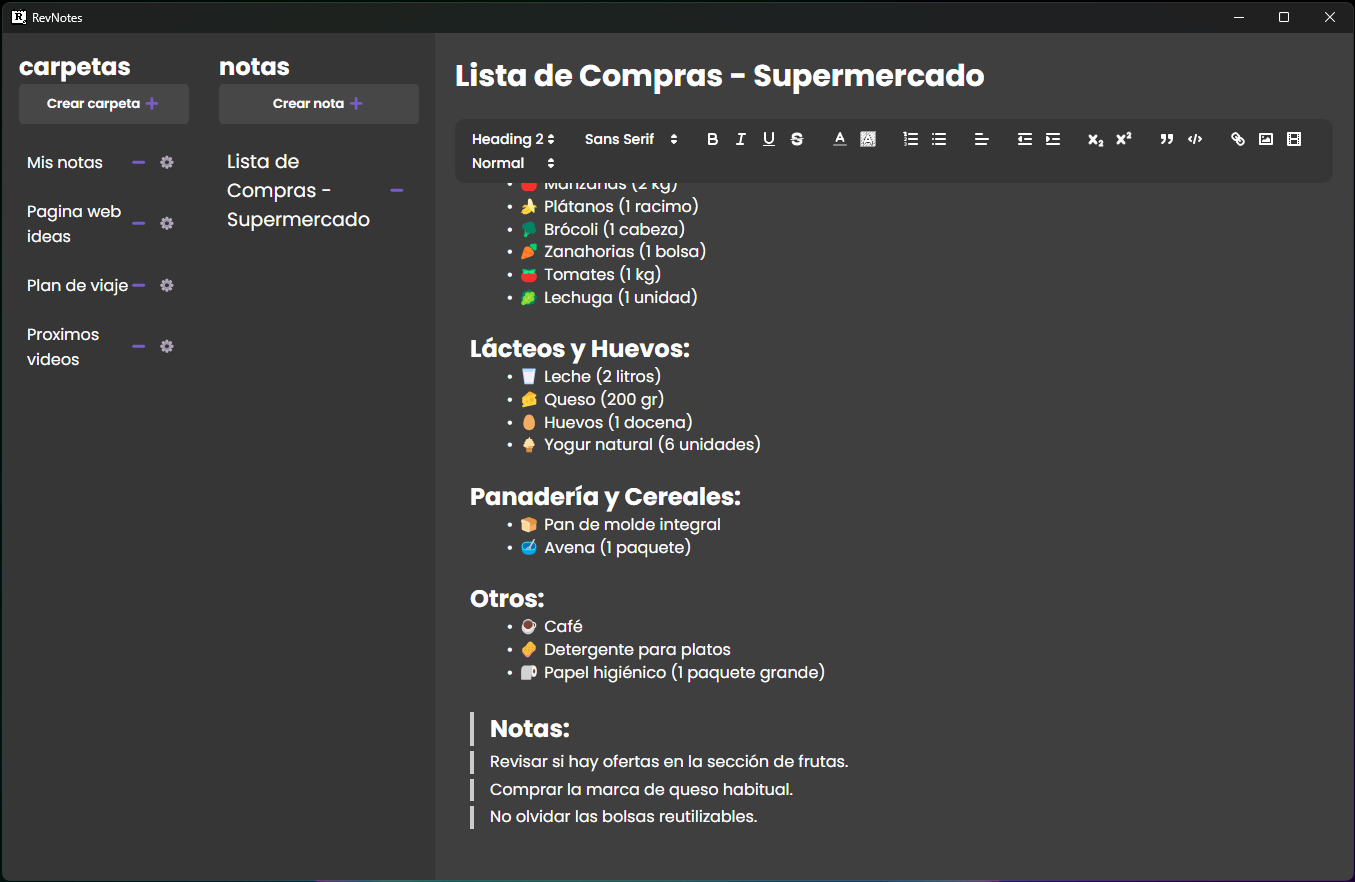 RevNotes
carpetas
Crear carpeta +
Mis notas
Pagina web
ideas
Plan de viaje
Proximos
videos
notas
Crear nota +
Lista de
Compras -
Supermercado
Lista de Compras - Supermercado
Heading 2
Sans Serif
B I U S A A
x₂ x²
Normal
• Manzanas (2 kg)
• Plátanos (1 racimo)
• Brócoli (1 cabeza)
• Zanahorias (1 bolsa)
• Tomates (1 kg)
• Lechuga (1 unidad)
Lácteos y Huevos:
• Leche (2 litros)
• Queso (200 gr)
• Huevos (1 docena)
• Yogur natural (6 unidades)
Panadería y Cereales:
• Pan de molde integral
• Avena (1 paquete)
Otros:
• Café
• Detergente para platos
• Papel higiénico (1 paquete grande)
Notas:
Revisar si hay ofertas en la sección de frutas.
Comprar la marca de queso habitual.
No olvidar las bolsas reutilizables.